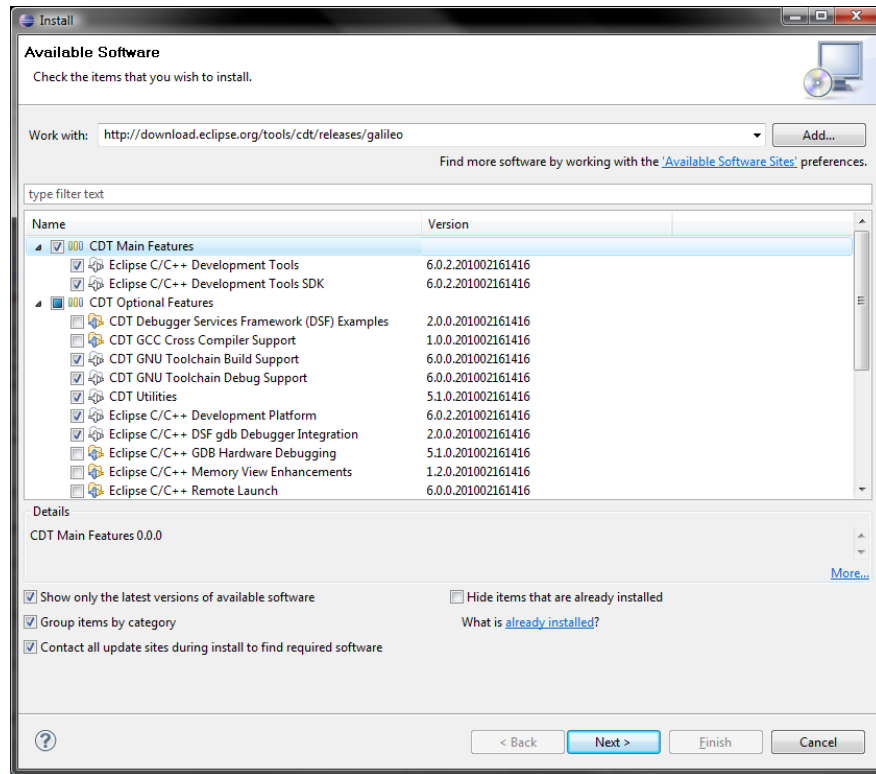 Install
Available Software
Check the items that you wish to install.
Work with: http://download.eclipse.org/tools/cdt/releases/galileo Add...
Find more software by working with the 'Available Software Sites' preferences.
type filter text
Name Version
CDT Main Features
Eclipse C/C++ Development Tools 6.0.2.201002161416
Eclipse C/C++ Development Tools SDK 6.0.2.201002161416
CDT Optional Features
CDT Debugger Services Framework (DSF) Examples 2.0.0.201002161416
CDT GCC Cross Compiler Support 1.0.0.201002161416
CDT GNU Toolchain Build Support 6.0.0.201002161416
CDT GNU Toolchain Debug Support 6.0.0.201002161416
CDT Utilities 5.1.0.201002161416
Eclipse C/C++ Development Platform 6.0.2.201002161416
Eclipse C/C++ DSF gdb Debugger Integration 2.0.0.201002161416
Eclipse C/C++ GDB Hardware Debugging 5.1.0.201002161416
Eclipse C/C++ Memory View Enhancements 1.2.0.201002161416
Eclipse C/C++ Remote Launch 6.0.0.201002161416
Details
CDT Main Features 0.0.0
More...
Show only the latest versions of available software Hide items that are already installed
Group items by category What is already installed?
Contact all update sites during install to find required software
? < Back Next > Finish Cancel